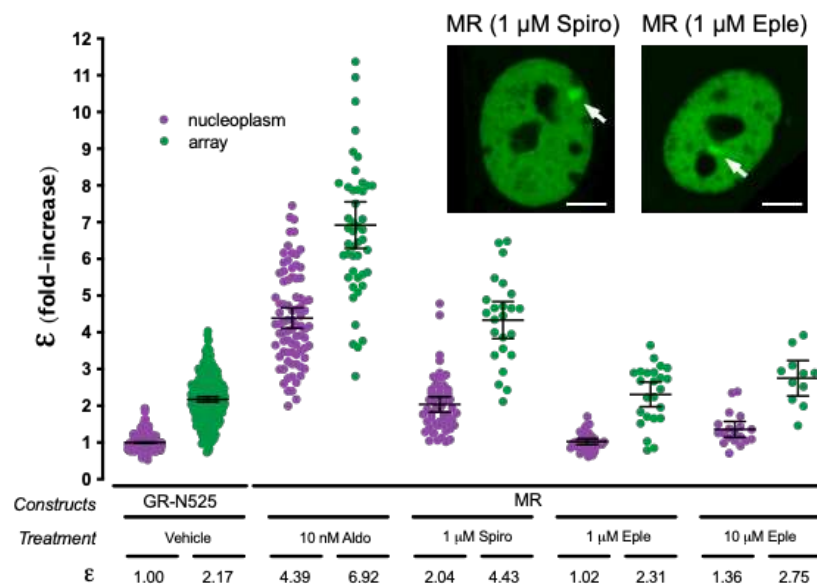 MR (1 µM Spiro) MR (1 µM Eple)
12
11
10
9
8
7
6
5
4
3
2
1
0
ε (fold-increase)
nucleoplasm
array
Constructs GR-N525 MR
Treatment Vehicle 10 nM Aldo 1 µM Spiro 1 µM Eple 10 µM Eple
ε 1.00 2.17 4.39 6.92 2.04 4.43 1.02 2.31 1.36 2.75